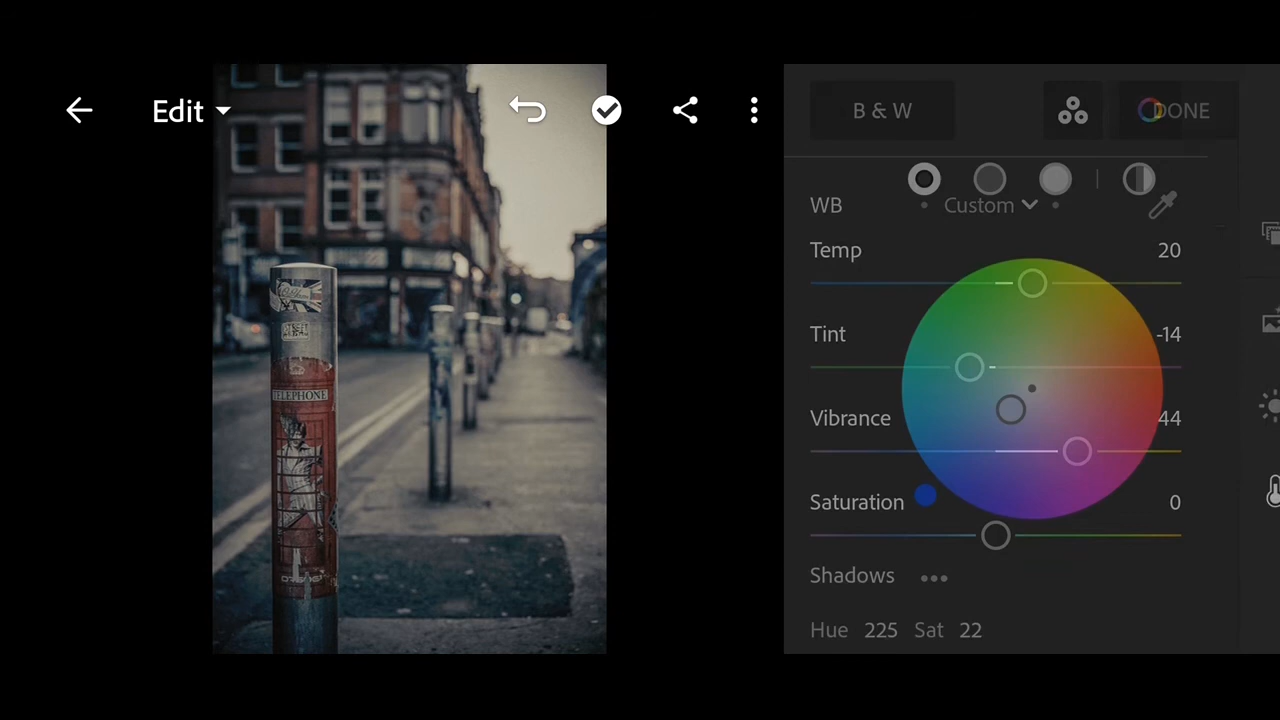 Edit
B & W
DONE
WB
Custom
Temp
20
Tint
-14
Vibrance
44
Saturation
0
Shadows
Hue 225 Sat 22
TELEPHONE